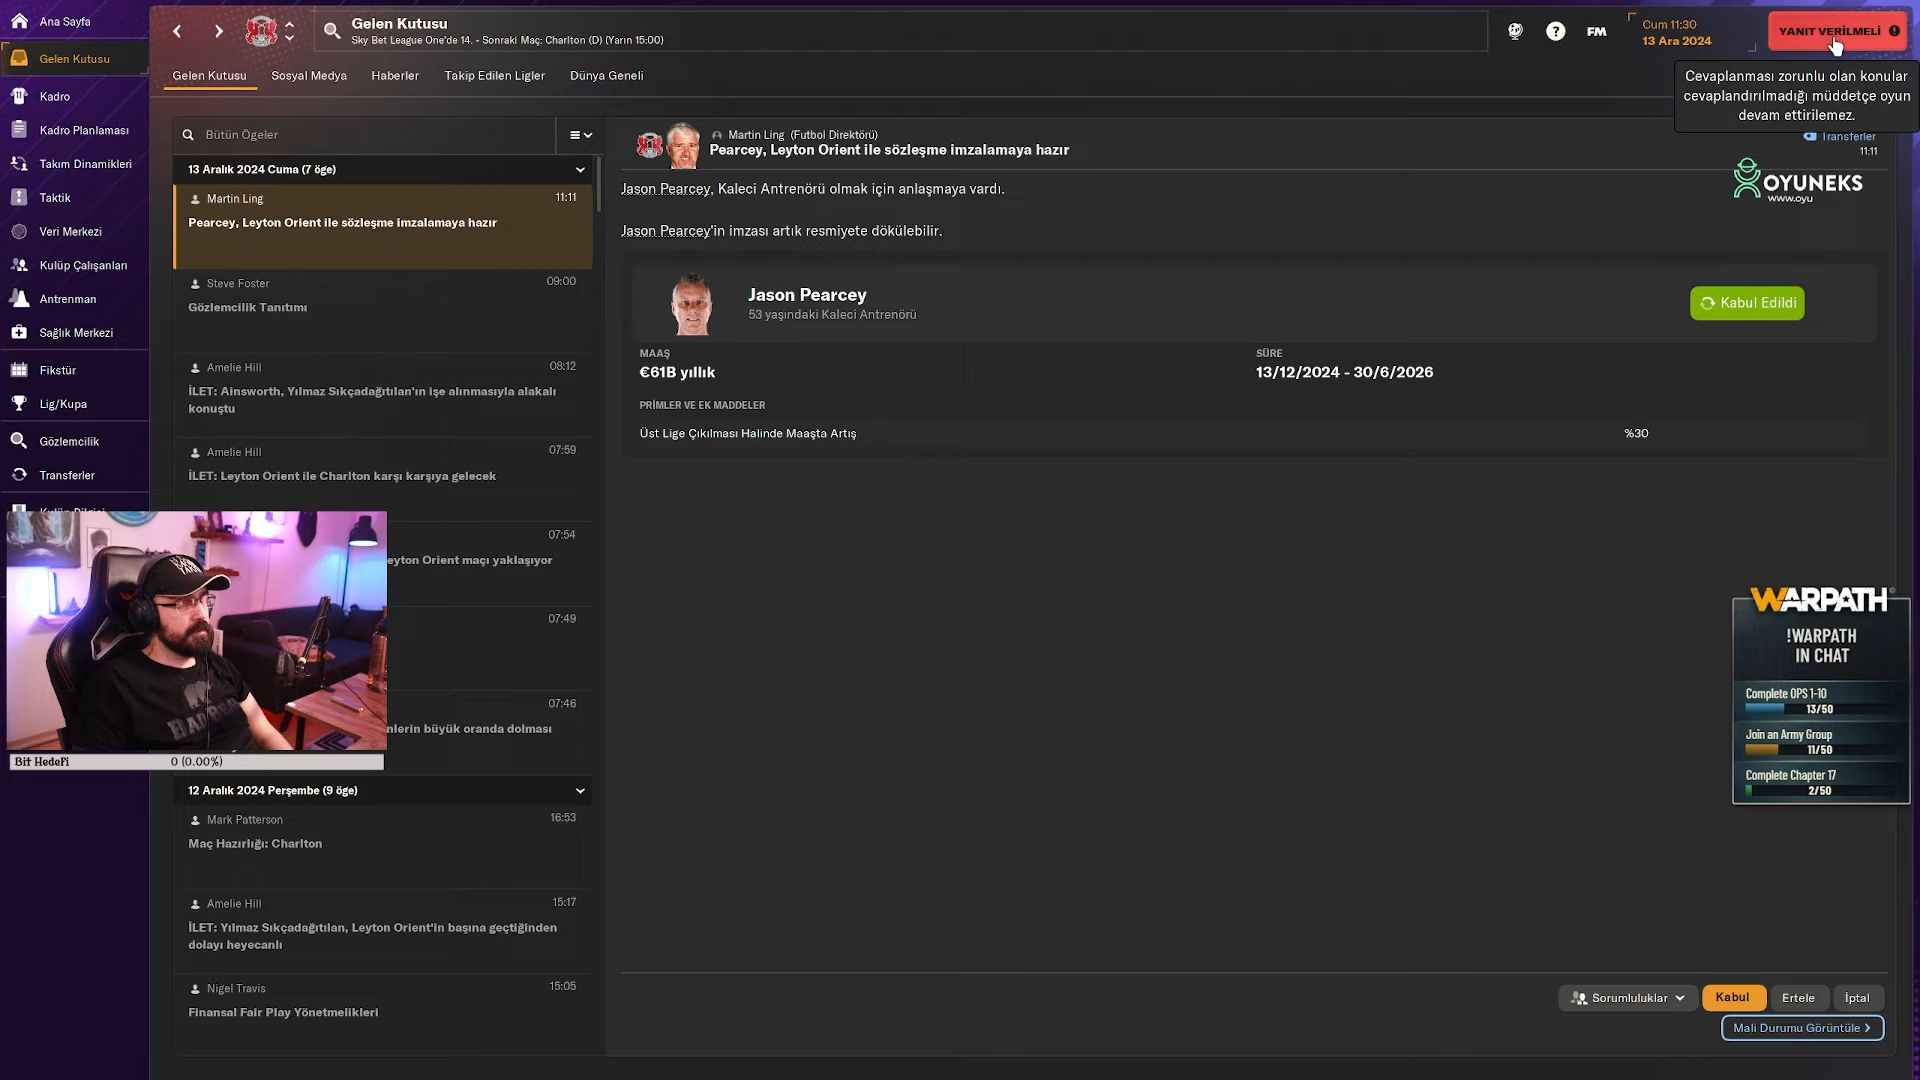 Ana Sayfa
Gelen Kutusu
Kadro
Kadro Planlaması
Takım Dinamikleri
Taktik
Veri Merkezi
Kulüp Çalışanları
Antrenman
Sağlık Merkezi
Fikstür
Lig/Kupa
Gözlemcilik
Transferler
Gelen Kutusu
Sky Bet League One'de 14. - Sonraki Maç: Charlton (D) (Yarın 15:00)
FM
Cum 11:30
13 Ara 2024
YANIT VERİLMELİ
Cevaplanması zorunlu olan konular
cevaplandırılmadığı müddetçe oyun
devam ettirilemez.
Gelen Kutusu
Sosyal Medya
Haberler
Takip Edilen Ligler
Dünya Geneli
Bütün Ögeler
13 Aralık 2024 Cuma (7 öge)
Martin Ling 11:11
Pearcey, Leyton Orient ile sözleşme imzalamaya hazır
Steve Foster 09:00
Gözlemcilik Tanıtımı
Amelie Hill 08:12
İLET: Ainsworth, Yılmaz Sıkçadağıtılan'ın işe alınmasıyla alakalı
konuştu
Amelie Hill 07:59
İLET: Leyton Orient ile Charlton karşı karşıya gelecek
07:54
eyton Orient maçı yaklaşıyor
07:49
07:46
nlerin büyük oranda dolması
12 Aralık 2024 Perşembe (9 öge)
Mark Patterson 16:53
Maç Hazırlığı: Charlton
Amelie Hill 15:17
İLET: Yılmaz Sıkçadağıtılan, Leyton Orient'in başına geçtiğinden
dolayı heyecanlı
Nigel Travis 15:05
Finansal Fair Play Yönetmelikleri
Martin Ling (Futbol Direktörü)
Pearcey, Leyton Orient ile sözleşme imzalamaya hazır
Transferler
11:11
OYUNEKS
www.oyu
Jason Pearcey, Kaleci Antrenörü olmak için anlaşmaya vardı.
Jason Pearcey'in imzası artık resmiyete dökülebilir.
Jason Pearcey
53 yaşındaki Kaleci Antrenörü
Kabul Edildi
MAAŞ
€61B yıllık
SÜRE
13/12/2024 - 30/6/2026
PRİMLER VE EK MADDELER
Üst Lige Çıkılması Halinde Maaşta Artış %30
WARPATH
!WARPATH
IN CHAT
Complete OPS 1-10
13/50
Join an Army Group
11/50
Complete Chapter 17
2/50
Bit Hedefi 0 (0.00%)
Sorumluluklar
Kabul
Ertele
İptal
Mali Durumu Görüntüle